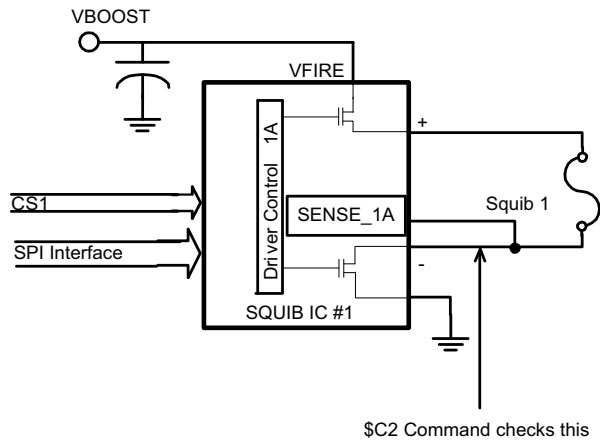 VBOOST
VFIRE
+
Driver Control 1A
CS1
SENSE_1A
Squib 1
SPI Interface
-
SQUIB IC #1
$C2 Command checks this